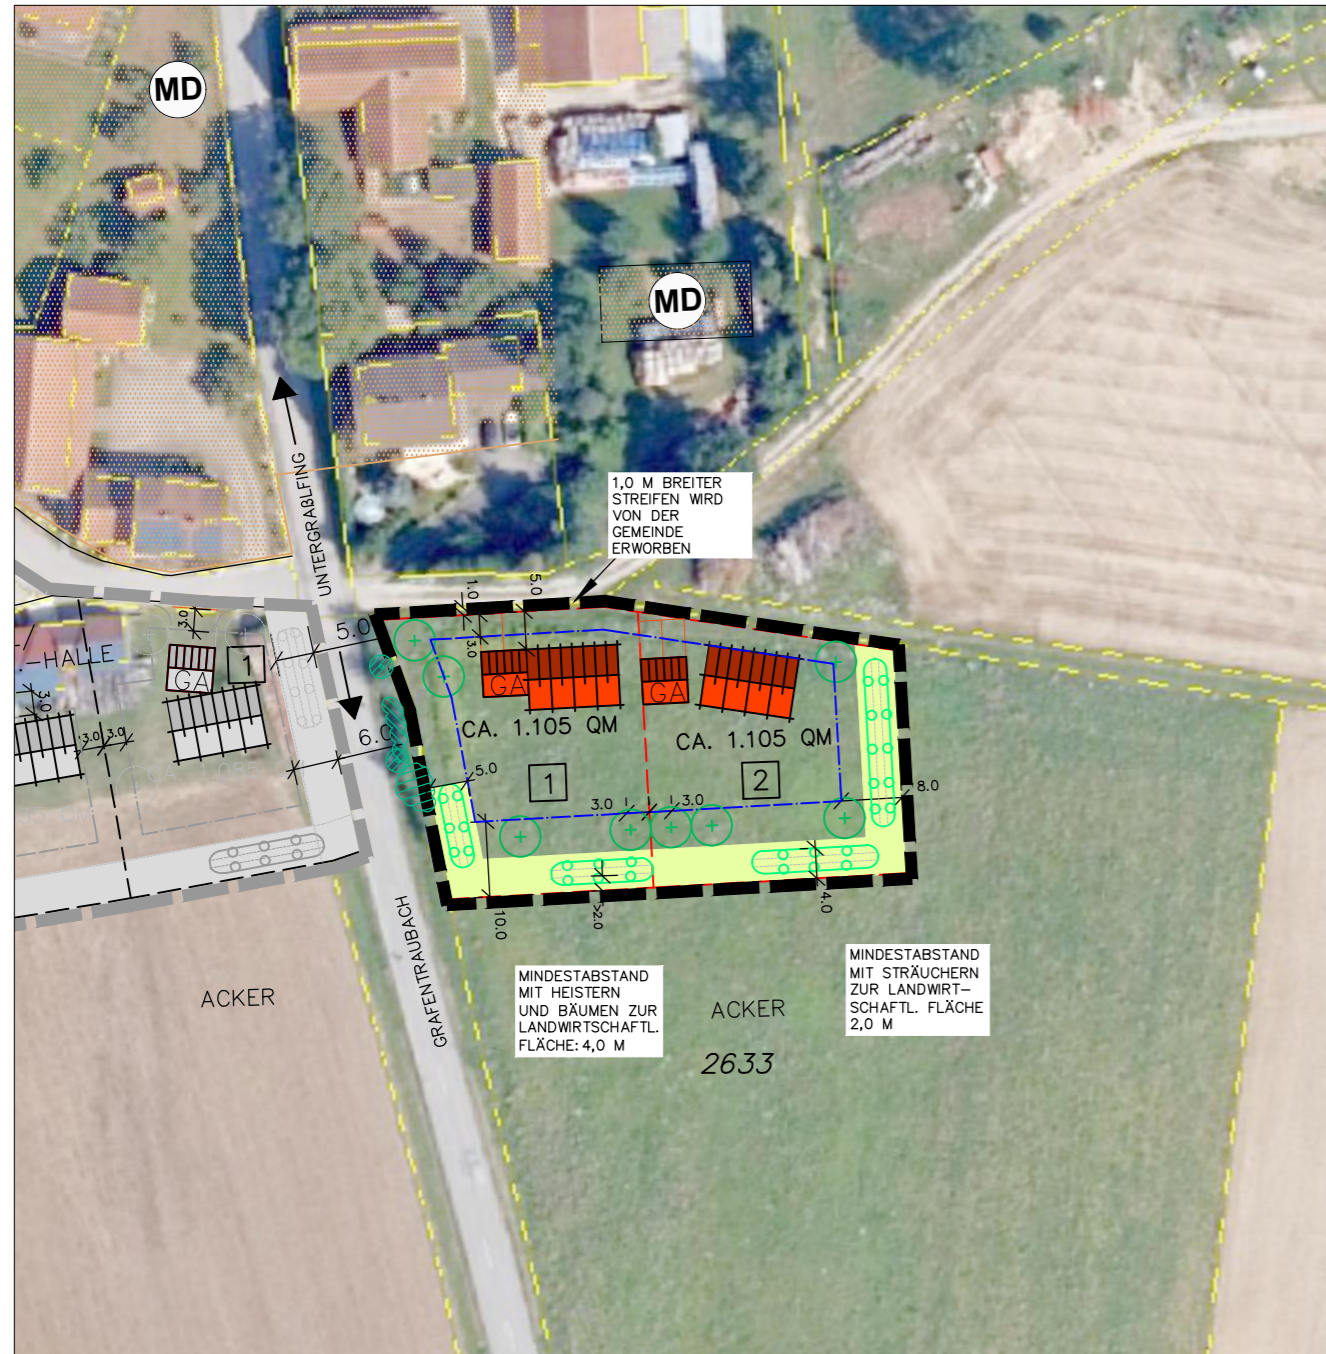 MD
MD
UNTERGRAßLFING
1,0 M BREITER
STREIFEN WIRD
VON DER
GEMEINDE
ERWORBEN
1.0
5.0
3.0
3.0
5.0
.-HALLE
GA
1
3.0
3.0
3.0
6.0
GA
GA
CA. 1.105 QM
CA. 1.105 QM
5.0
1
2
3.0
3.0
8.0
10.0
>2.0
4.0
GRAFENTRAUBACH
ACKER
MINDESTABSTAND
MIT HEISTERN
UND BÄUMEN ZUR
LANDWIRTSCHAFTL.
FLÄCHE: 4,0 M
ACKER
2633
MINDESTABSTAND
MIT STRÄUCHERN
ZUR LANDWIRT-
SCHAFTL. FLÄCHE
2,0 M